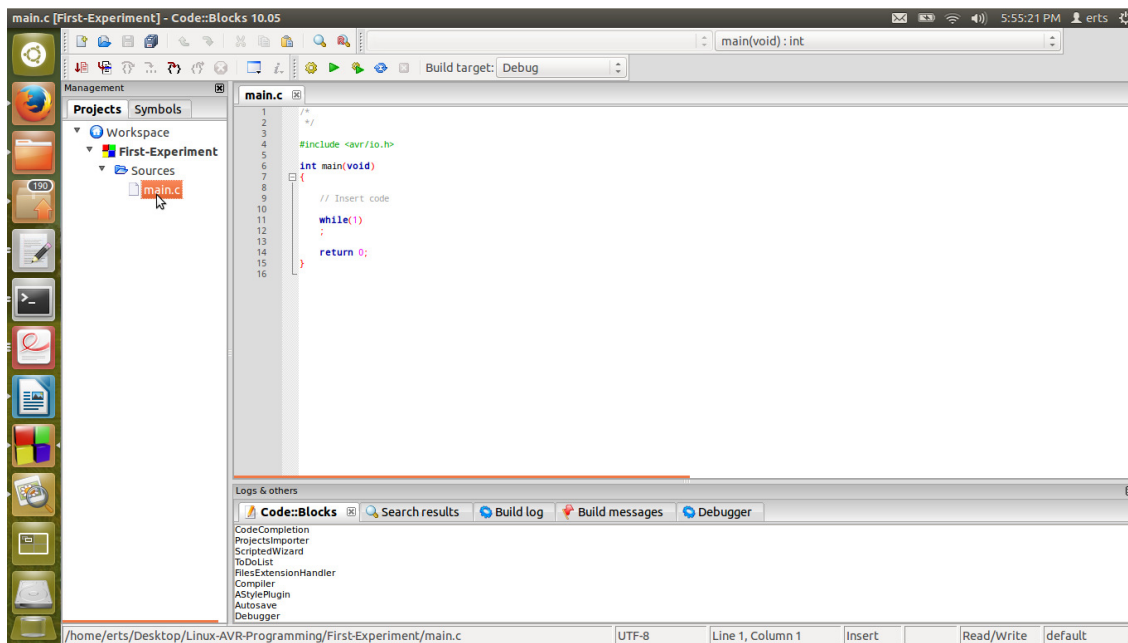 main.c [First-Experiment] - Code::Blocks 10.05 5:55:21 PM erts
main(void) : int
Build target: Debug
Management
Projects Symbols
Workspace
First-Experiment
Sources
main.c
190
main.c
1 /*
2 */
3
4 #include <avr/io.h>
5
6 int main(void)
7 {
8
9 // Insert code
10
11 while(1)
12 ;
13
14 return 0;
15 }
16
Logs & others
Code::Blocks Search results Build log Build messages Debugger
CodeCompletion
ProjectsImporter
ScriptedWizard
ToDoList
FilesExtensionHandler
Compiler
AStylePlugin
Autosave
Debugger
/home/erts/Desktop/Linux-AVR-Programming/First-Experiment/main.c UTF-8 Line 1, Column 1 Insert Read/Write default